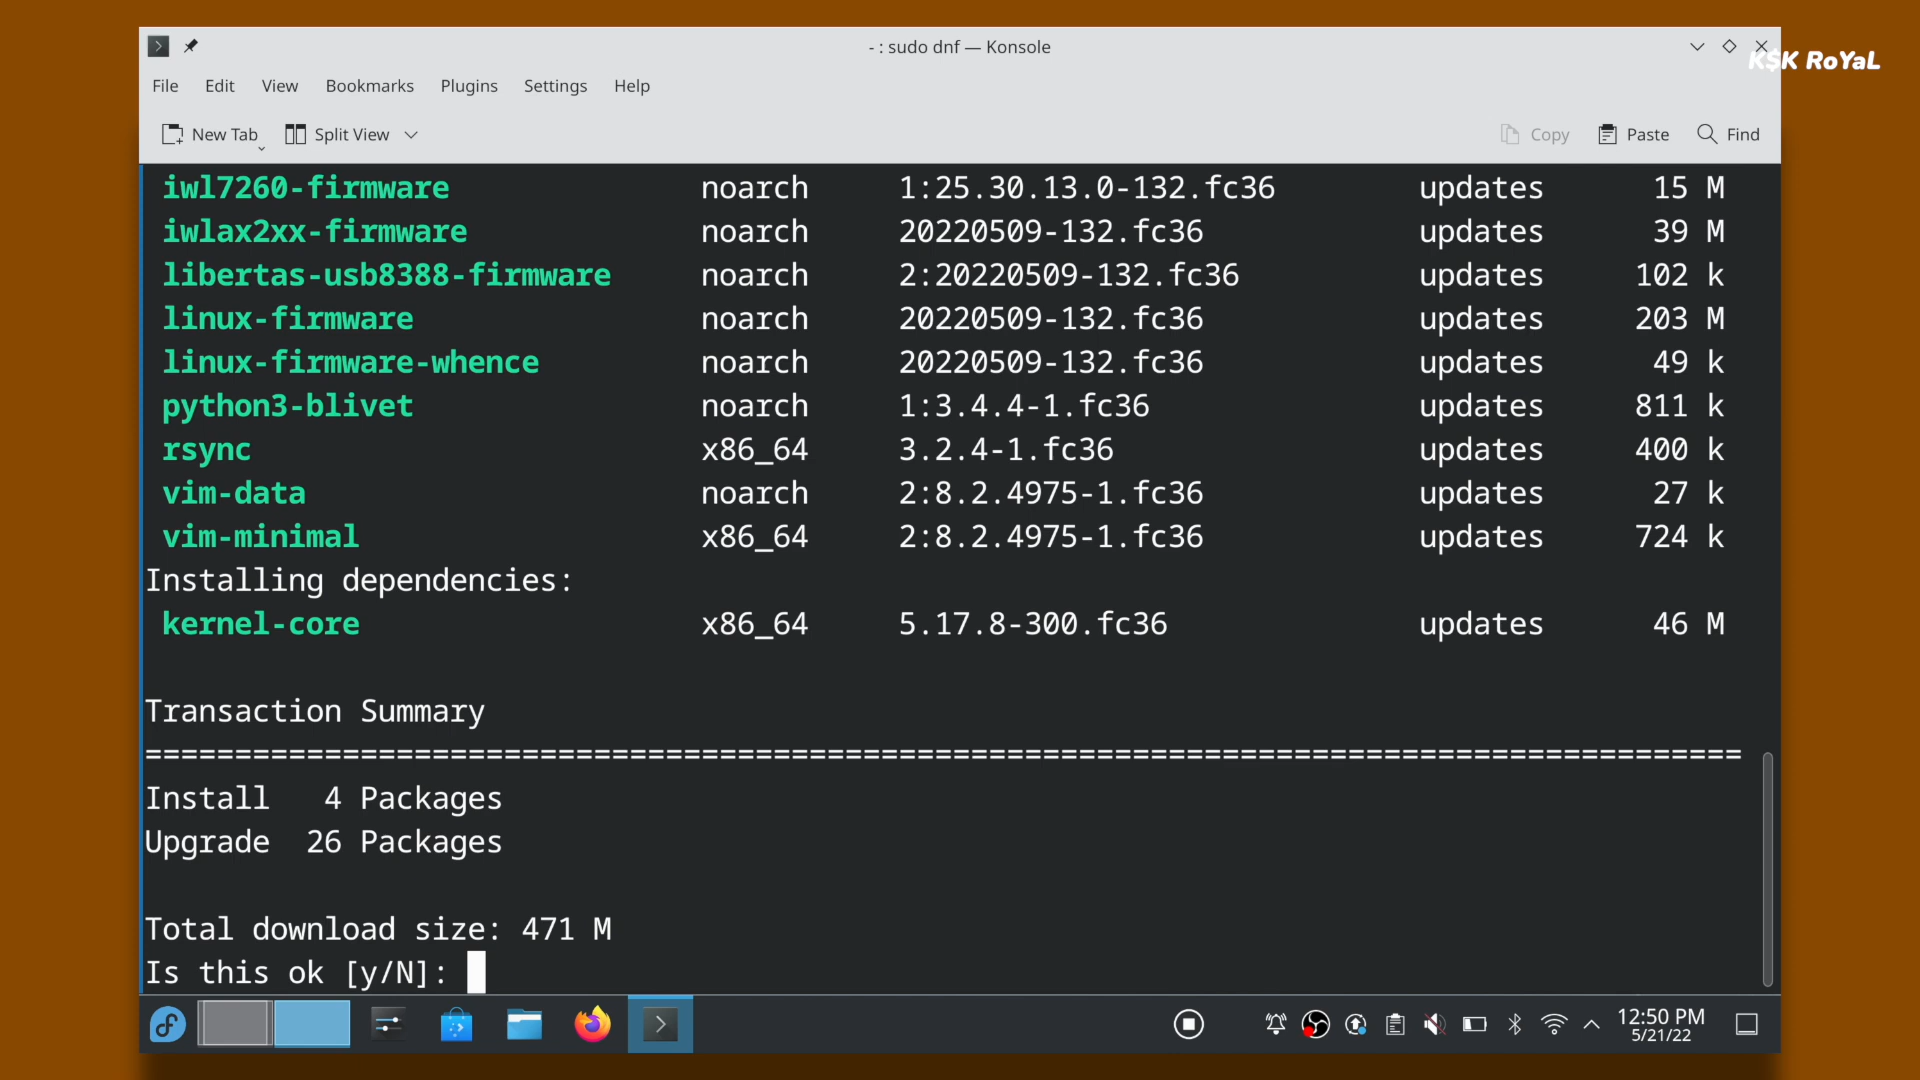 - : sudo dnf — Konsole
K$K RoYaL
File Edit View Bookmarks Plugins Settings Help
New Tab Split View Copy Paste Find
iwl7260-firmware noarch 1:25.30.13.0-132.fc36 updates 15 M
iwlax2xx-firmware noarch 20220509-132.fc36 updates 39 M
libertas-usb8388-firmware noarch 2:20220509-132.fc36 updates 102 k
linux-firmware noarch 20220509-132.fc36 updates 203 M
linux-firmware-whence noarch 20220509-132.fc36 updates 49 k
python3-blivet noarch 1:3.4.4-1.fc36 updates 811 k
rsync x86_64 3.2.4-1.fc36 updates 400 k
vim-data noarch 2:8.2.4975-1.fc36 updates 27 k
vim-minimal x86_64 2:8.2.4975-1.fc36 updates 724 k
Installing dependencies:
kernel-core x86_64 5.17.8-300.fc36 updates 46 M
Transaction Summary
=========================================================================================
Install 4 Packages
Upgrade 26 Packages
Total download size: 471 M
Is this ok [y/N]:
12:50 PM
5/21/22